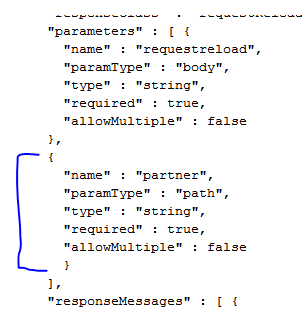 "parameters" : [ {
"name" : "requestreload",
"paramType" : "body",
"type" : "string",
"required" : true,
"allowMultiple" : false
},
{
"name" : "partner",
"paramType" : "path",
"type" : "string",
"required" : true,
"allowMultiple" : false
}
],
"responseMessages" : [ {